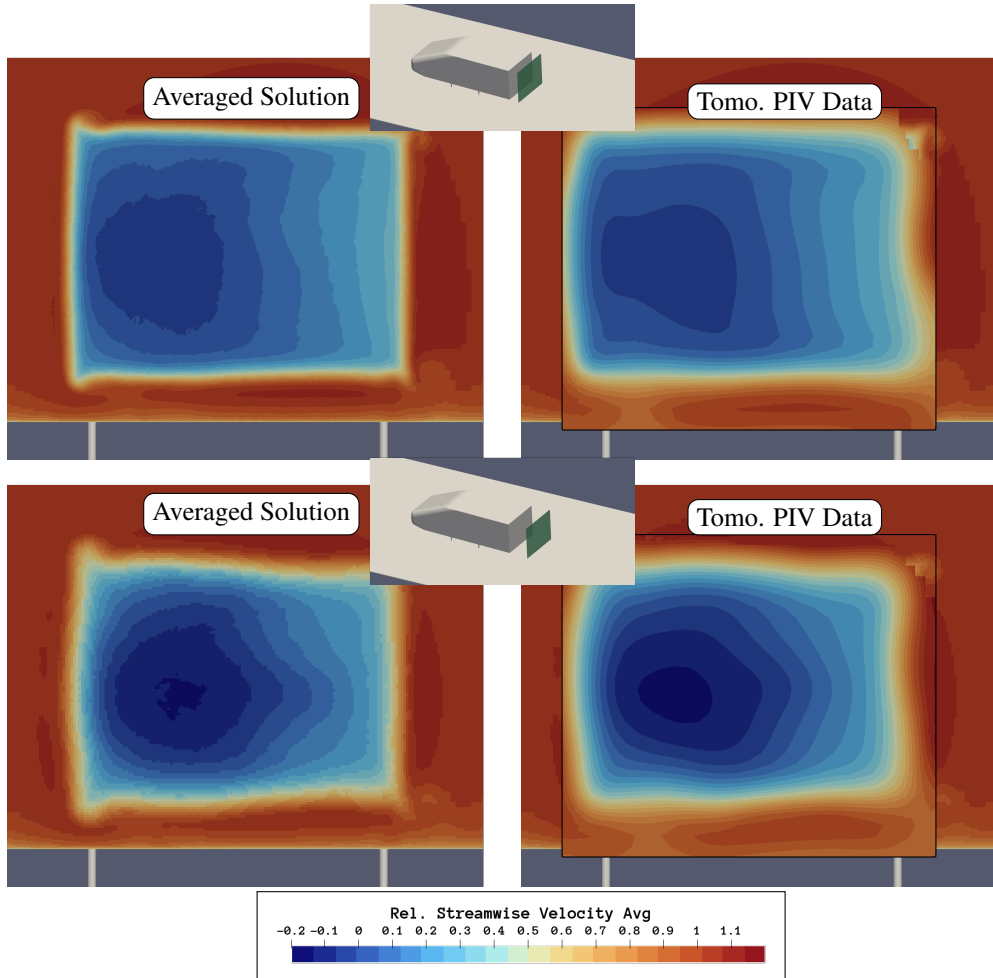 Averaged Solution
Tomo. PIV Data
Averaged Solution
Tomo. PIV Data
Rel. Streamwise Velocity Avg
-0.2 -0.1 0 0.1 0.2 0.3 0.4 0.5 0.6 0.7 0.8 0.9 1 1.1